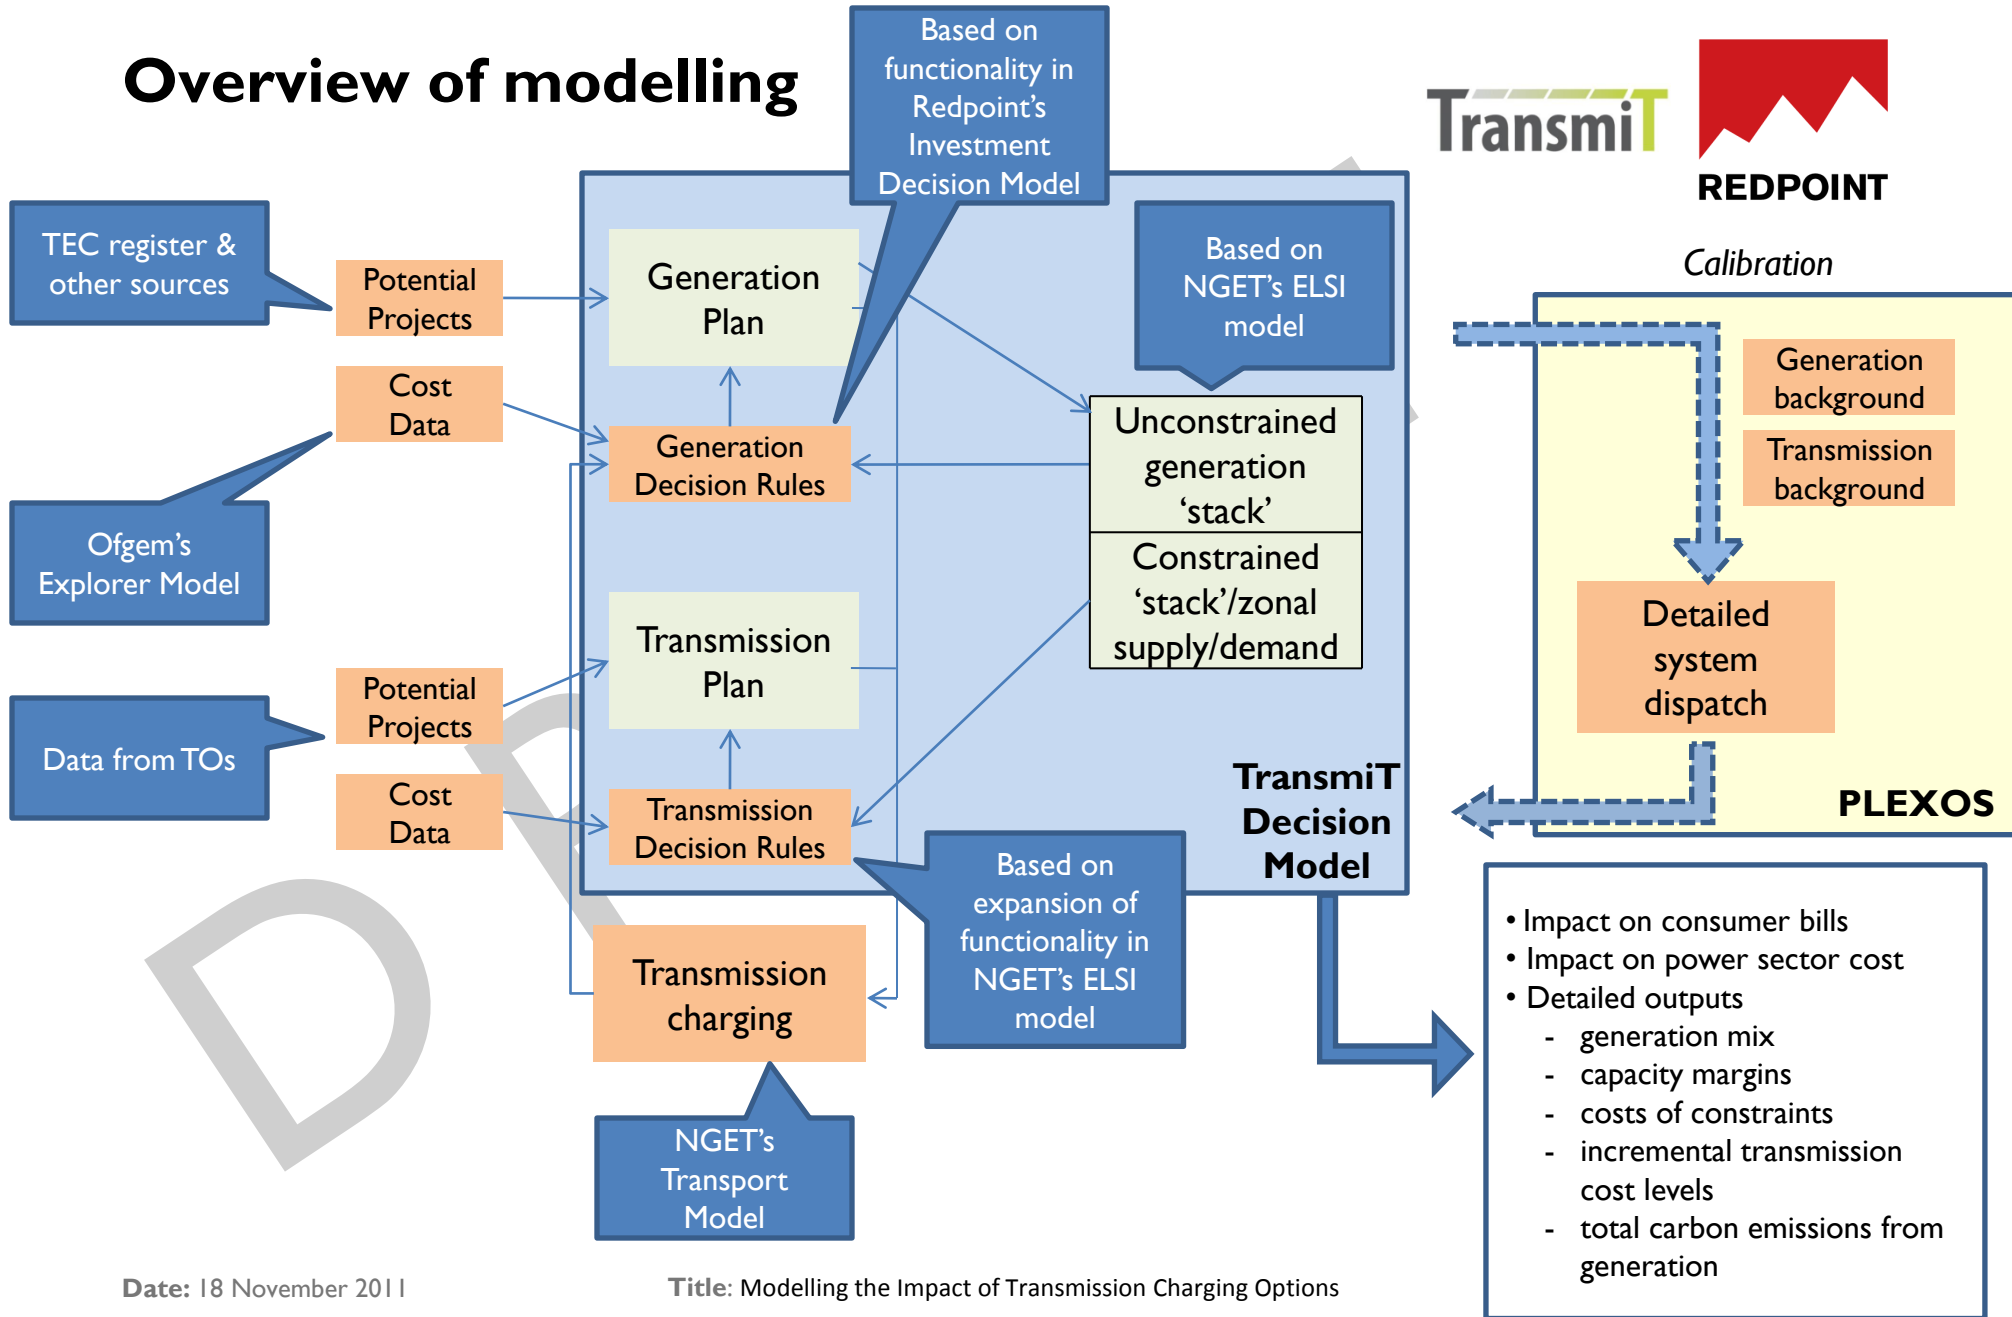 Overview of modelling
Based on
functionality in
Redpoint's
Investment
Decision Model
TransmiT
REDPOINT
TEC register &
other sources
Potential
Projects
Generation
Plan
Based on
NGET's ELSI
model
Calibration
Cost
Data
Generation
Decision Rules
Unconstrained
generation
'stack'
Constrained
'stack'/zonal
supply/demand
Generation
background
Transmission
background
Ofgem's
Explorer Model
Detailed
system
dispatch
Transmission
Plan
Potential
Projects
Data from TOs
Cost
Data
Transmission
Decision Rules
TransmiT
Decision
Model
PLEXOS
Based on
expansion of
functionality in
NGET's ELSI
model
Transmission
charging
NGET's
Transport
Model
• Impact on consumer bills
• Impact on power sector cost
• Detailed outputs
- generation mix
- capacity margins
- costs of constraints
- incremental transmission
cost levels
- total carbon emissions from
generation
Date: 18 November 2011
Title: Modelling the Impact of Transmission Charging Options